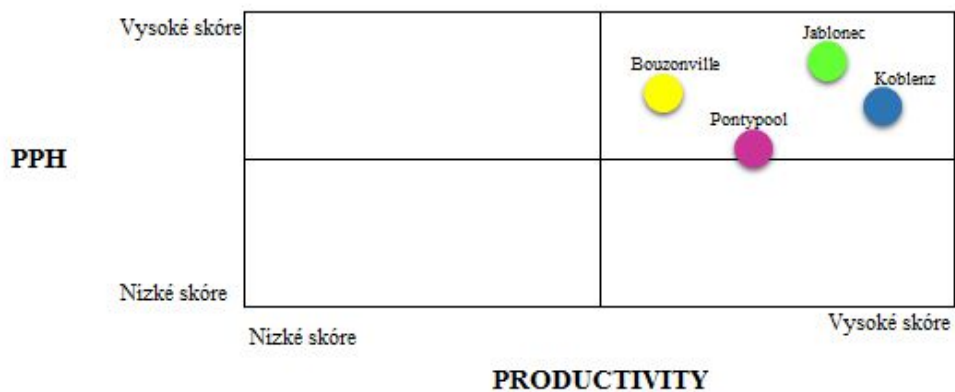 Vysoké skóre
Jablonec
Bouzonville
Koblenz
Pontypool
PPH
Nízké skóre
Nízké skóre
Vysoké skóre
PRODUCTIVITY